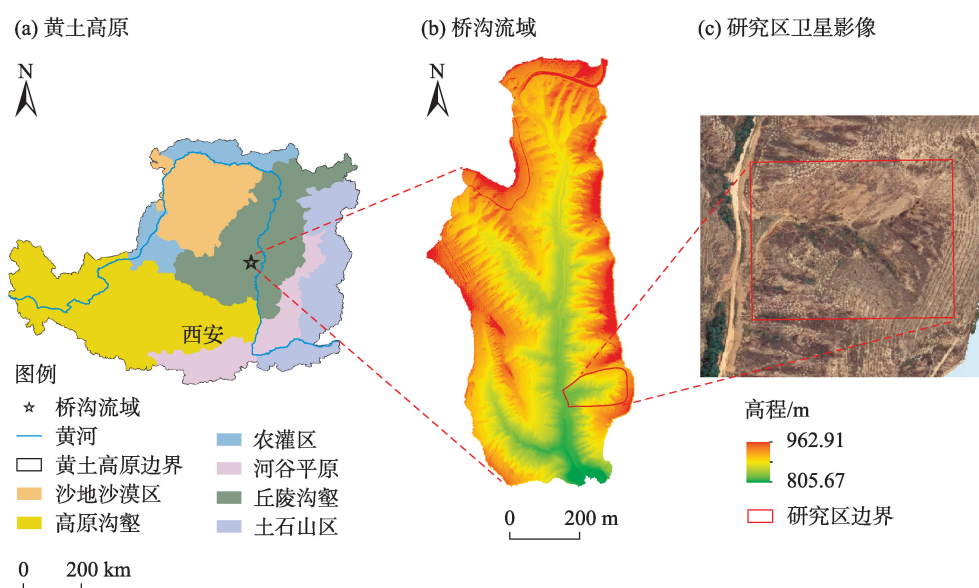 (a) 黄土高原
(b) 桥沟流域
(c) 研究区卫星影像
N
N
西安
图例
桥沟流域
黄河
黄土高原边界
沙地沙漠区
高原沟壑
农灌区
河谷平原
丘陵沟壑
土石山区
0 200 km
0 200 m
高程/m
962.91
805.67
研究区边界